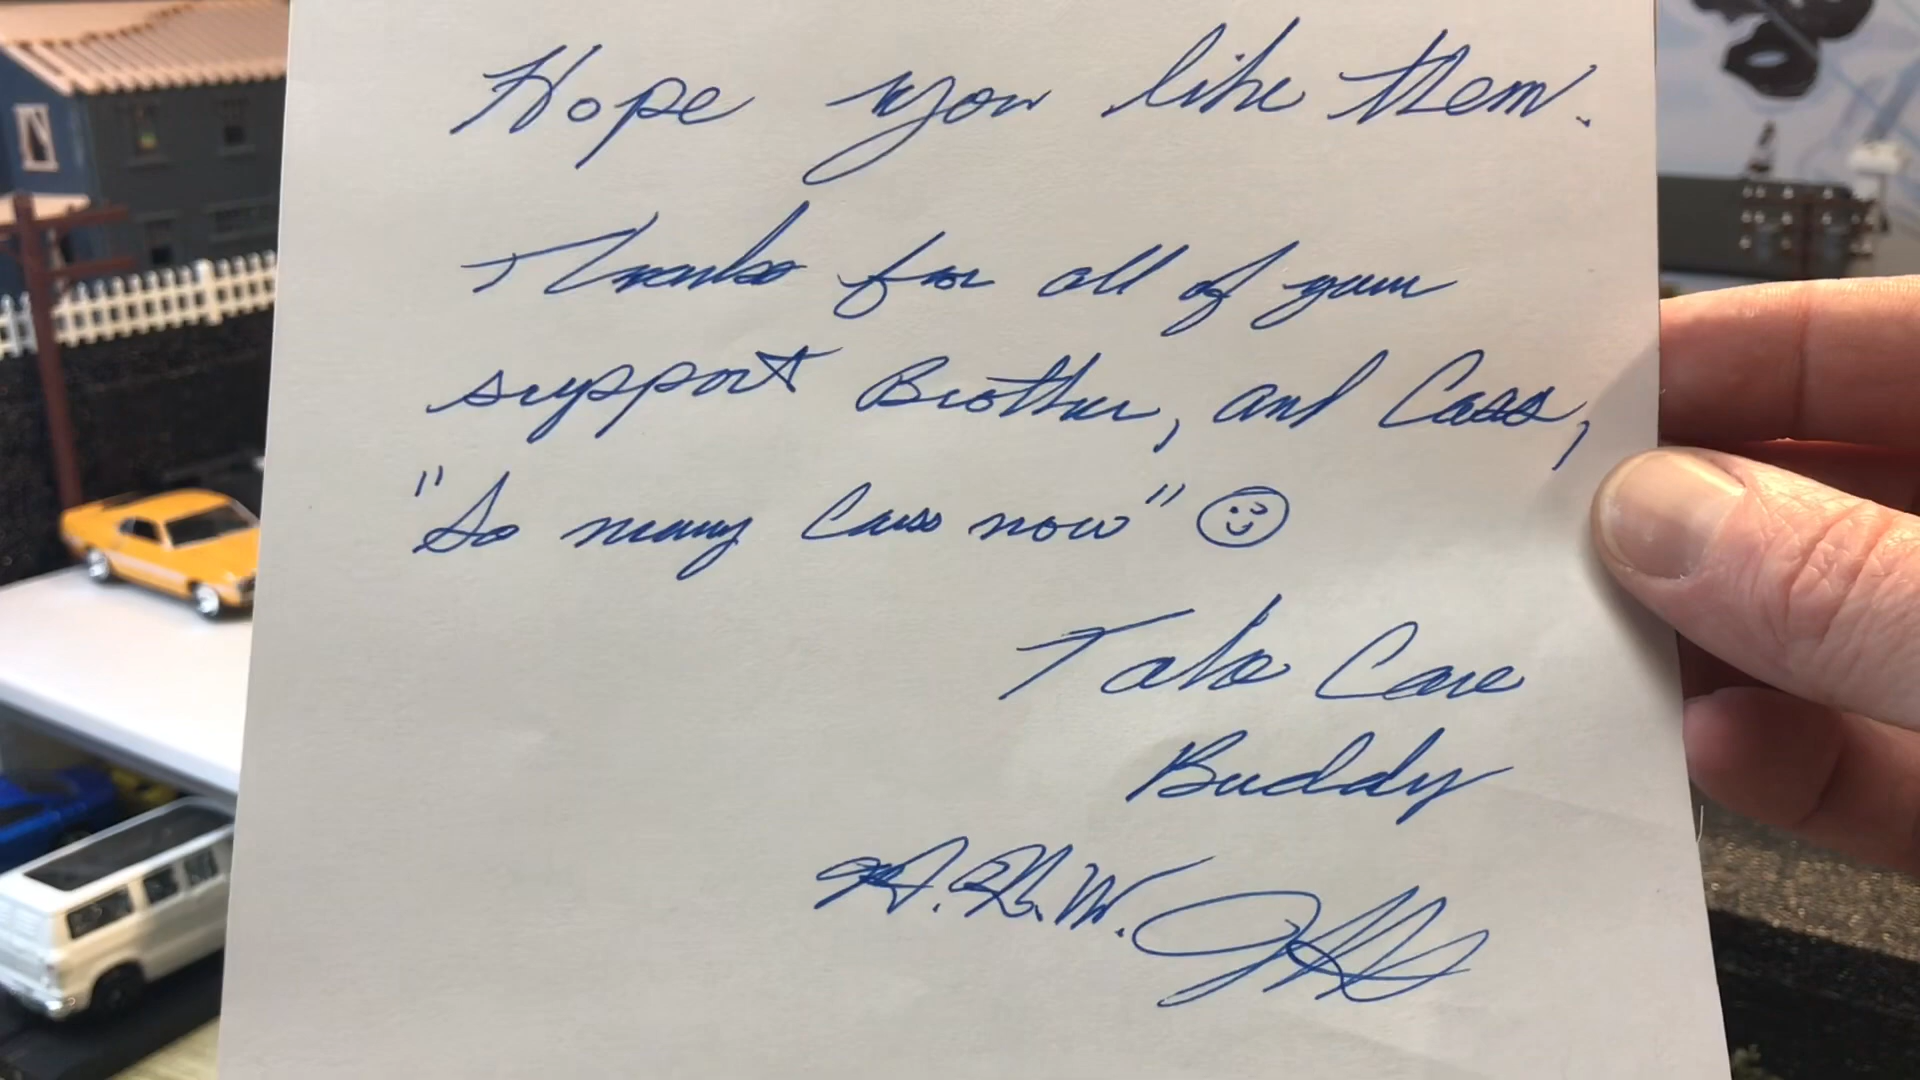 Hope you like them.
Thanks for all of your
support Brother, and Cass,
"So many Cars now" ☺
Take Care
Buddy